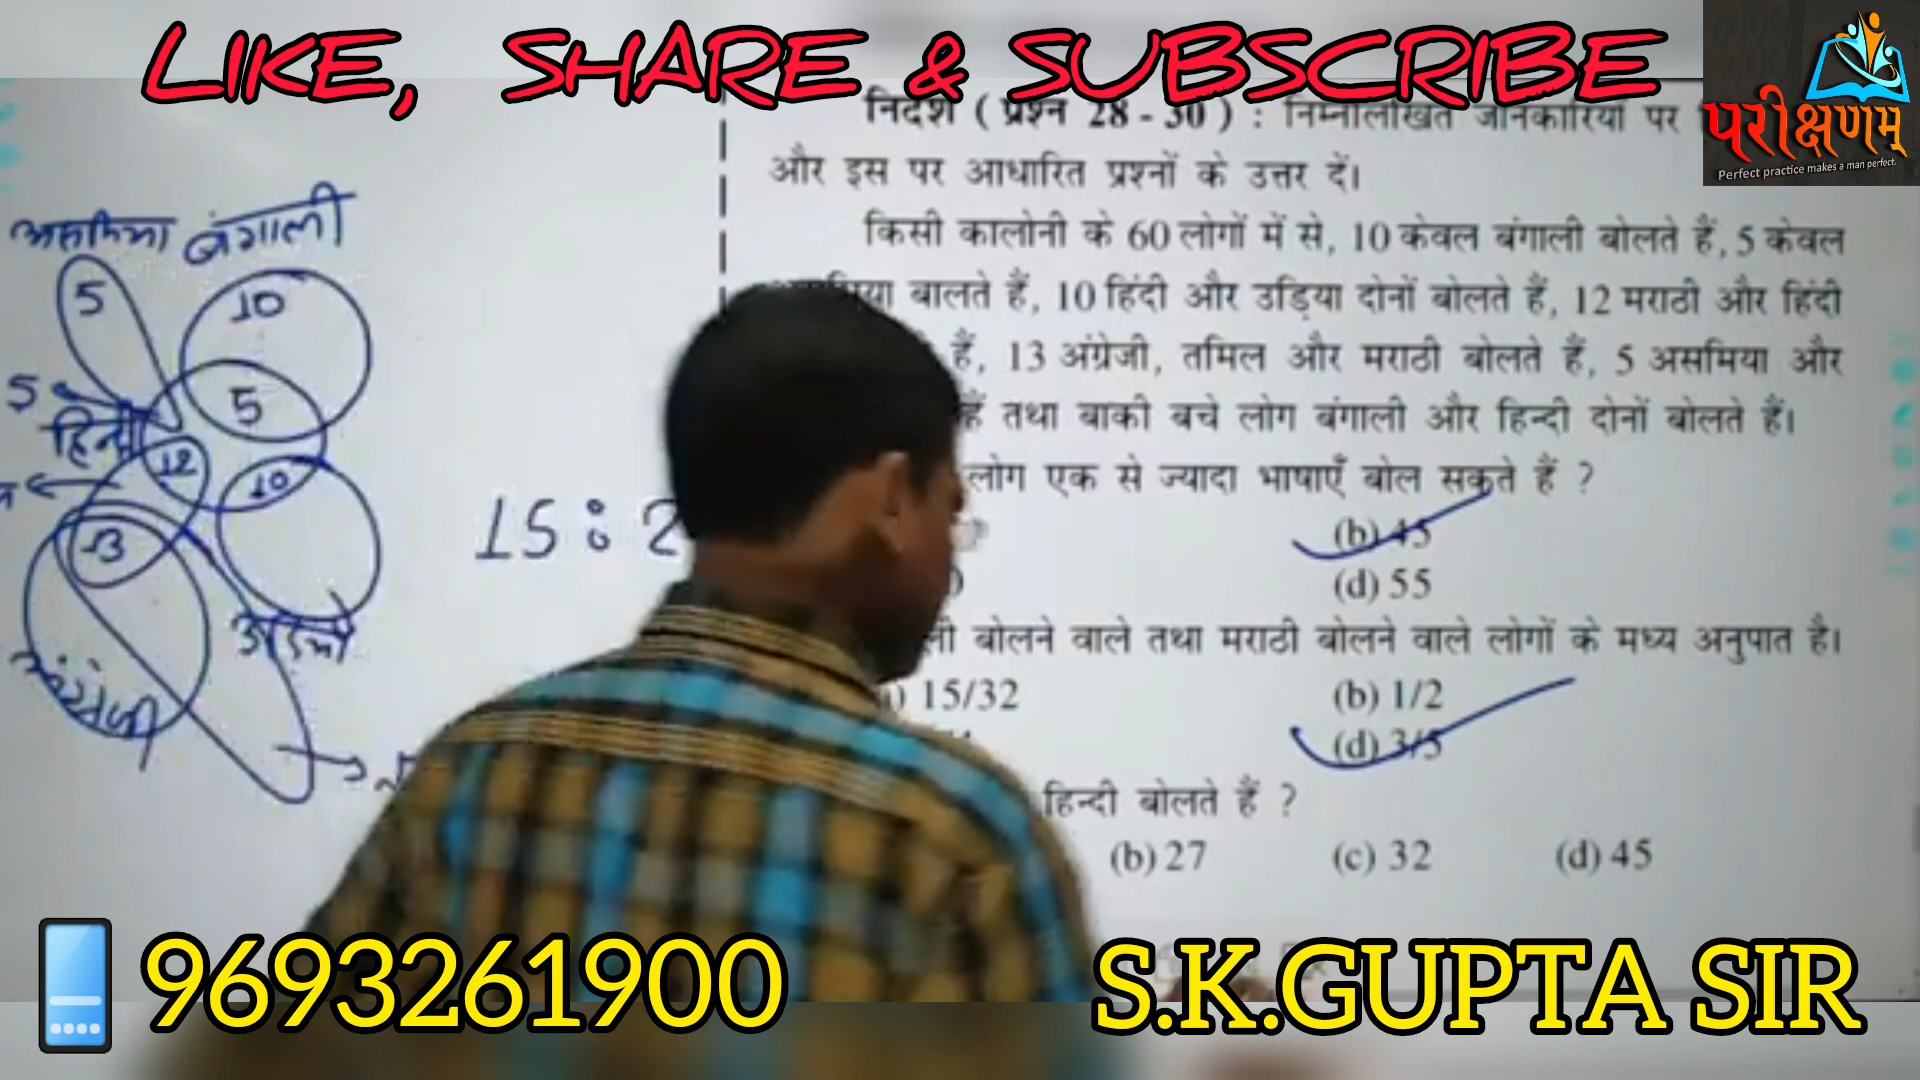 LIKE, SHARE & SUBSCRIBE
परीक्षणम्
Perfect practice makes a man perfect.
निर्देश ( प्रश्न 28 - 30 ) : निम्नलिखित जानकारियों पर
और इस पर आधारित प्रश्नों के उत्तर दें।
किसी कालोनी के 60 लोगों में से, 10 केवल बंगाली बोलते हैं, 5 केवल
बालते हैं, 10 हिंदी और उड़िया दोनों बोलते हैं, 12 मराठी और हिंदी
हैं, 13 अंग्रेजी, तमिल और मराठी बोलते हैं, 5 असमिया और
हैं तथा बाकी बचे लोग बंगाली और हिन्दी दोनों बोलते हैं।
लोग एक से ज्यादा भाषाएँ बोल सकते हैं ?
(b) 45
(d) 55
बोलने वाले तथा मराठी बोलने वाले लोगों के मध्य अनुपात है।
15/32
(b) 1/2
(d) 3/5
हिन्दी बोलते हैं ?
(b) 27 (c) 32 (d) 45
असमिया बंगाली
5 10
5
5
हिन्दी
12
10
13
15 : 2
9693261900
S.K.GUPTA SIR